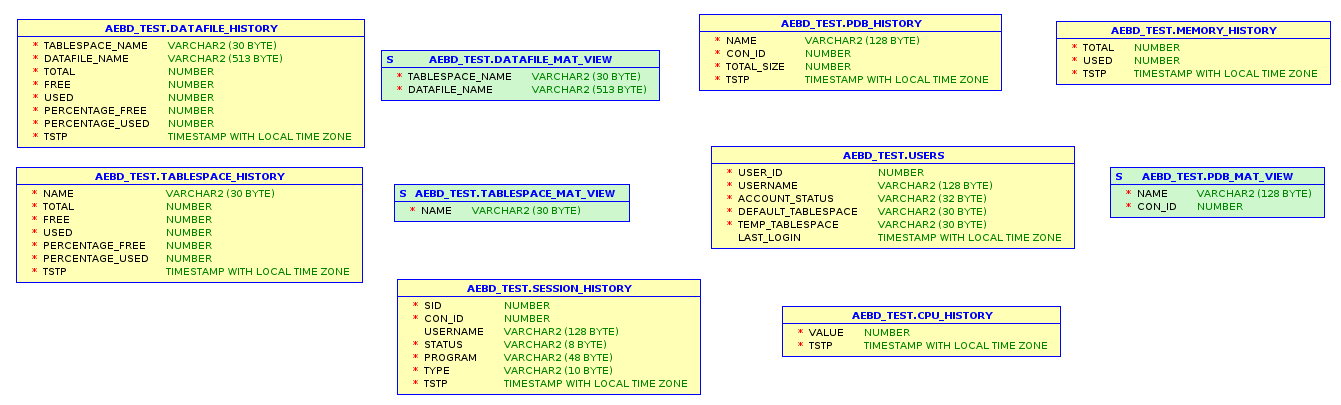 AEBD_TEST.DATAFILE_HISTORY
* TABLESPACE_NAME VARCHAR2 (30 BYTE)
* DATAFILE_NAME VARCHAR2 (513 BYTE)
* TOTAL NUMBER
* FREE NUMBER
* USED NUMBER
* PERCENTAGE_FREE NUMBER
* PERCENTAGE_USED NUMBER
* TSTP TIMESTAMP WITH LOCAL TIME ZONE
S AEBD_TEST.DATAFILE_MAT_VIEW
* TABLESPACE_NAME VARCHAR2 (30 BYTE)
* DATAFILE_NAME VARCHAR2 (513 BYTE)
AEBD_TEST.PDB_HISTORY
* NAME VARCHAR2 (128 BYTE)
* CON_ID NUMBER
* TOTAL_SIZE NUMBER
* TSTP TIMESTAMP WITH LOCAL TIME ZONE
AEBD_TEST.MEMORY_HISTORY
* TOTAL NUMBER
* USED NUMBER
* TSTP TIMESTAMP WITH LOCAL TIME ZONE
AEBD_TEST.TABLESPACE_HISTORY
* NAME VARCHAR2 (30 BYTE)
* TOTAL NUMBER
* FREE NUMBER
* USED NUMBER
* PERCENTAGE_FREE NUMBER
* PERCENTAGE_USED NUMBER
* TSTP TIMESTAMP WITH LOCAL TIME ZONE
S AEBD_TEST.TABLESPACE_MAT_VIEW
* NAME VARCHAR2 (30 BYTE)
AEBD_TEST.USERS
* USER_ID NUMBER
* USERNAME VARCHAR2 (128 BYTE)
* ACCOUNT_STATUS VARCHAR2 (32 BYTE)
* DEFAULT_TABLESPACE VARCHAR2 (30 BYTE)
* TEMP_TABLESPACE VARCHAR2 (30 BYTE)
LAST_LOGIN TIMESTAMP WITH LOCAL TIME ZONE
S AEBD_TEST.PDB_MAT_VIEW
* NAME VARCHAR2 (128 BYTE)
* CON_ID NUMBER
AEBD_TEST.SESSION_HISTORY
* SID NUMBER
* CON_ID NUMBER
USERNAME VARCHAR2 (128 BYTE)
* STATUS VARCHAR2 (8 BYTE)
* PROGRAM VARCHAR2 (48 BYTE)
* TYPE VARCHAR2 (10 BYTE)
* TSTP TIMESTAMP WITH LOCAL TIME ZONE
AEBD_TEST.CPU_HISTORY
* VALUE NUMBER
* TSTP TIMESTAMP WITH LOCAL TIME ZONE